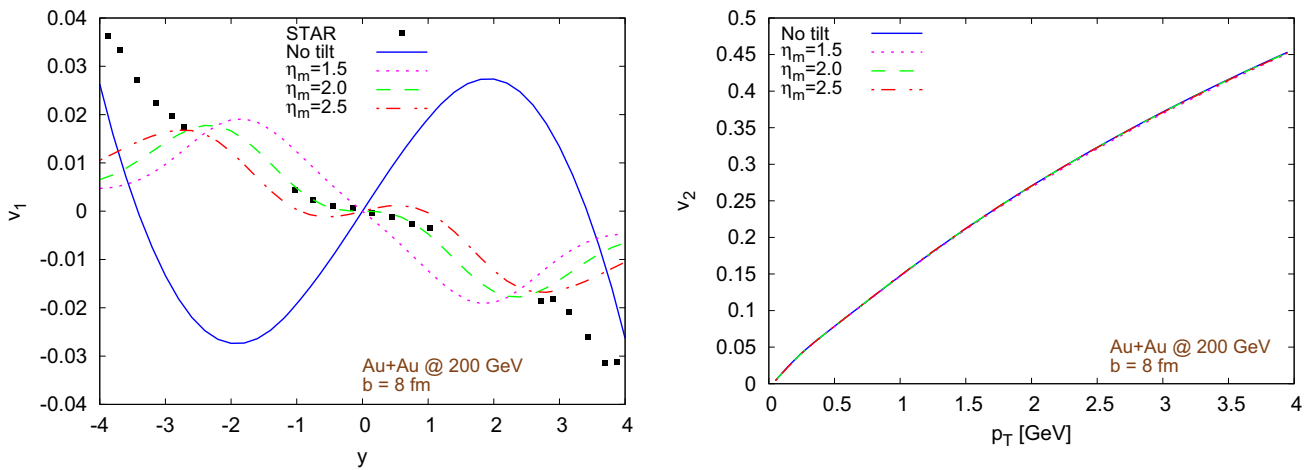 0.04
0.03
0.02
0.01
0
-0.01
-0.02
-0.03
-0.04
v1
-4
-3
-2
-1
0
1
2
3
4
y
STAR
No tilt
ηm=1.5
ηm=2.0
ηm=2.5
Au+Au @ 200 GeV
b = 8 fm
0.5
0.45
0.4
0.35
0.3
0.25
0.2
0.15
0.1
0.05
0
v2
0
0.5
1
1.5
2
2.5
3
3.5
4
pT [GeV]
No tilt
ηm=1.5
ηm=2.0
ηm=2.5
Au+Au @ 200 GeV
b = 8 fm